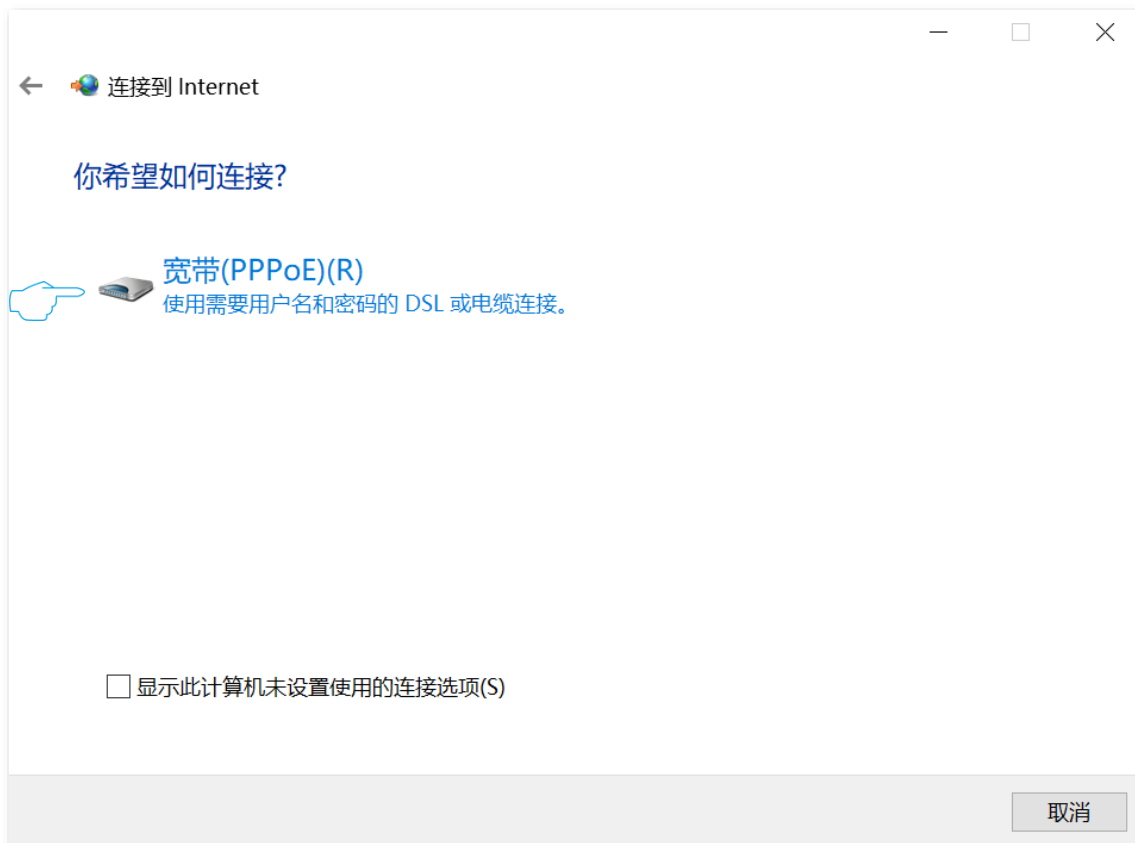 连接到 Internet
你希望如何连接?
宽带(PPPoE)(R)
使用需要用户名和密码的 DSL 或电缆连接。
显示此计算机未设置使用的连接选项(S)
取消